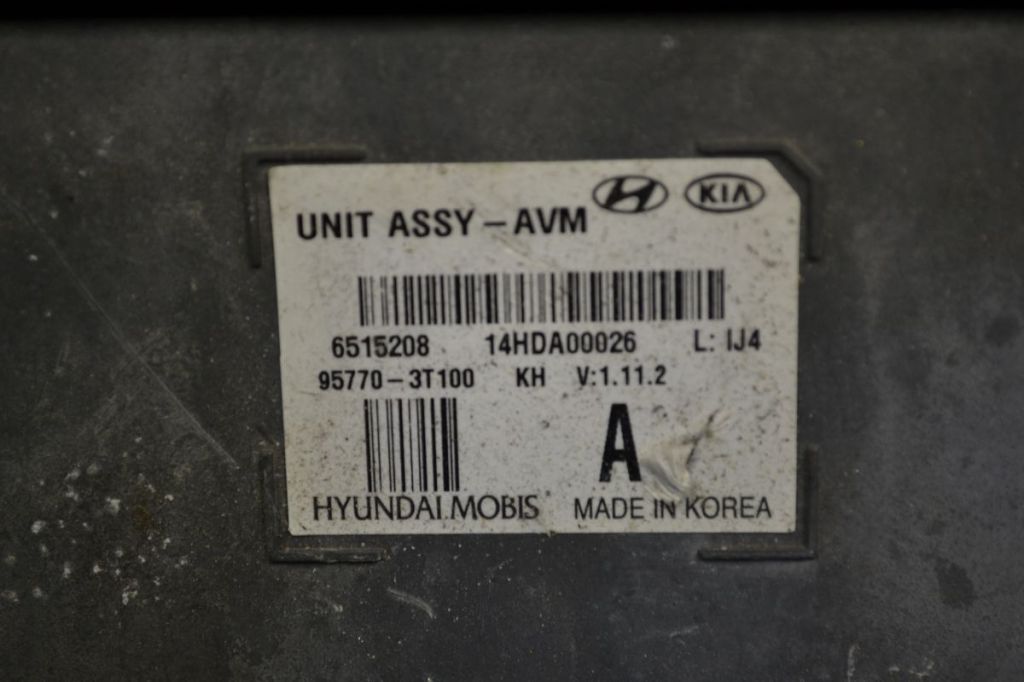 UNIT ASSY-AVM
KIA
6515208 14HDA00026 L: IJ4
95770-3T100 KH V:1.11.2
A
HYUNDAI MOBIS MADE IN KOREA